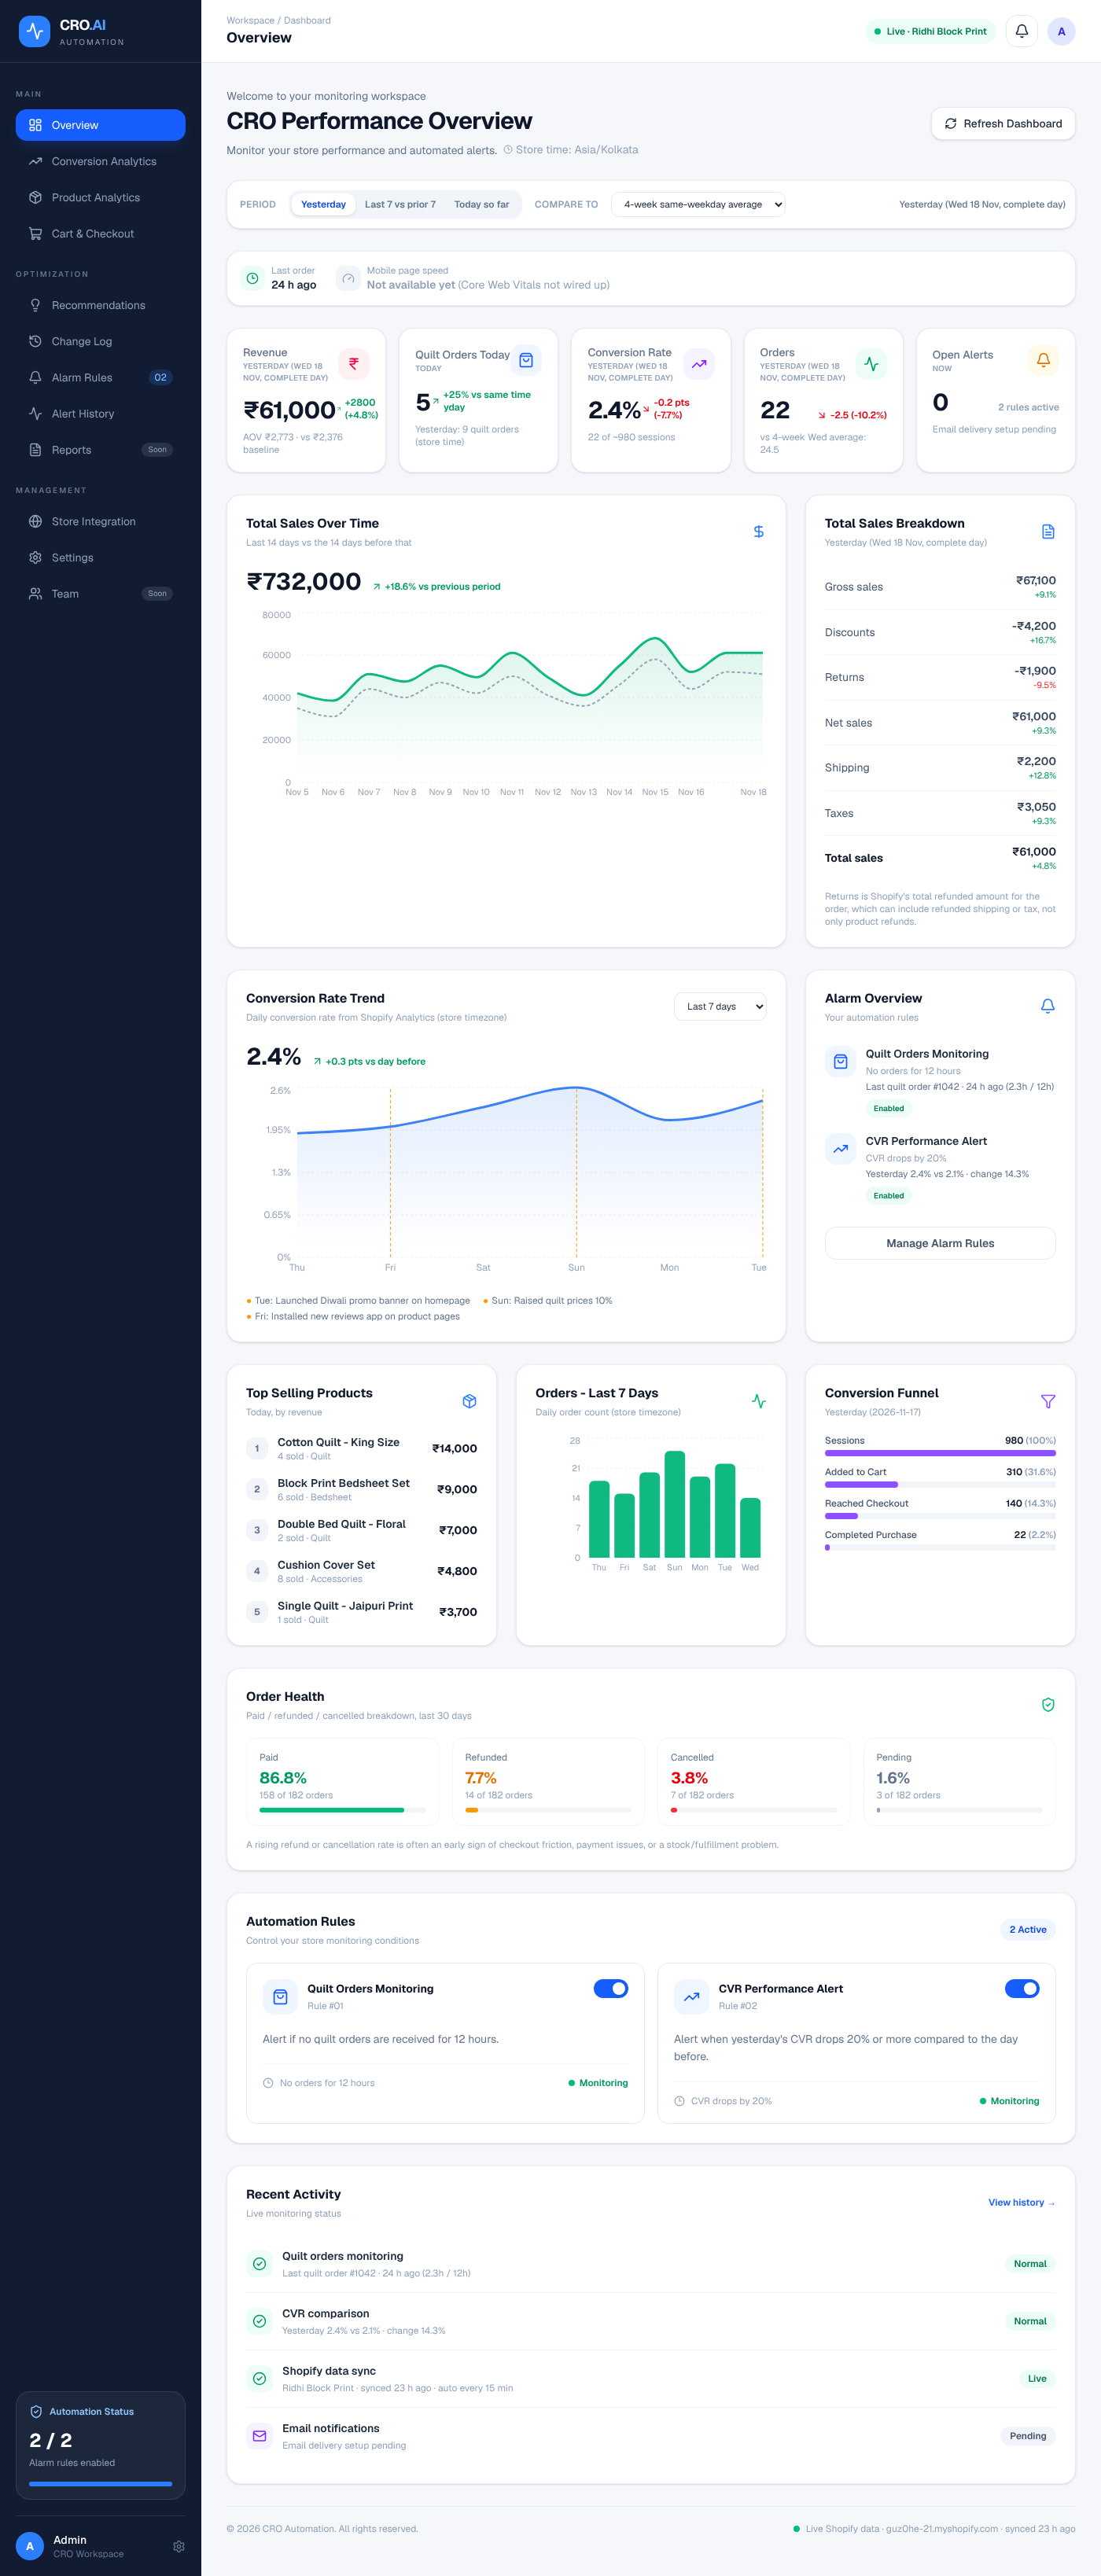 CRO.AI
AUTOMATION
MAIN
Overview
Conversion Analytics
Product Analytics
Cart & Checkout
OPTIMIZATION
Recommendations
Change Log
Alarm Rules 02
Alert History
Reports Soon
MANAGEMENT
Store Integration
Settings
Team Soon
Automation Status
2 / 2
Alarm rules enabled
A
Admin
CRO Workspace
Workspace / Dashboard
Overview
Live · Ridhi Block Print
A
Welcome to your monitoring workspace
CRO Performance Overview
Monitor your store performance and automated alerts. Store time: Asia/Kolkata
Refresh Dashboard
PERIOD Yesterday Last 7 vs prior 7 Today so far COMPARE TO 4-week same-weekday average Yesterday (Wed 18 Nov, complete day)
Last order
24 h ago
Mobile page speed
Not available yet (Core Web Vitals not wired up)
Revenue
YESTERDAY (WED 18
NOV, COMPLETE DAY)
₹
₹61,000 +2800
(+4.8%)
AOV ₹2,773 · vs ₹2,376
baseline
Quilt Orders Today
TODAY
5 +25% vs same time
yday
Yesterday: 9 quilt orders
(store time)
Conversion Rate
YESTERDAY (WED 18
NOV, COMPLETE DAY)
2.4% -0.2 pts
(-7.7%)
22 of ~980 sessions
Orders
YESTERDAY (WED 18
NOV, COMPLETE DAY)
22 -2.5 (-10.2%)
vs 4-week Wed average:
24.5
Open Alerts
NOW
0 2 rules active
Email delivery setup pending
Total Sales Over Time
Last 14 days vs the 14 days before that
$
₹732,000 +18.6% vs previous period
80000
60000
40000
20000
0
Nov 5 Nov 6 Nov 7 Nov 8 Nov 9 Nov 10 Nov 11 Nov 12 Nov 13 Nov 14 Nov 15 Nov 16 Nov 18
Total Sales Breakdown
Yesterday (Wed 18 Nov, complete day)
Gross sales ₹67,100
+9.1%
Discounts -₹4,200
+16.7%
Returns -₹1,900
-9.5%
Net sales ₹61,000
+9.3%
Shipping ₹2,200
+12.8%
Taxes ₹3,050
+9.3%
Total sales ₹61,000
+4.8%
Returns is Shopify's total refunded amount for the
order, which can include refunded shipping or tax, not
only product refunds.
Conversion Rate Trend
Daily conversion rate from Shopify Analytics (store timezone)
Last 7 days
2.4% +0.3 pts vs day before
2.6%
1.95%
1.3%
0.65%
0%
Thu Fri Sat Sun Mon Tue
Tue: Launched Diwali promo banner on homepage Sun: Raised quilt prices 10%
Fri: Installed new reviews app on product pages
Alarm Overview
Your automation rules
Quilt Orders Monitoring
No orders for 12 hours
Last quilt order #1042 · 24 h ago (2.3h / 12h)
Enabled
CVR Performance Alert
CVR drops by 20%
Yesterday 2.4% vs 2.1% · change 14.3%
Enabled
Manage Alarm Rules
Top Selling Products
Today, by revenue
1 Cotton Quilt - King Size ₹14,000
4 sold · Quilt
2 Block Print Bedsheet Set ₹9,000
6 sold · Bedsheet
3 Double Bed Quilt - Floral ₹7,000
2 sold · Quilt
4 Cushion Cover Set ₹4,800
8 sold · Accessories
5 Single Quilt - Jaipuri Print ₹3,700
1 sold · Quilt
Orders - Last 7 Days
Daily order count (store timezone)
28
21
14
7
0
Thu Fri Sat Sun Mon Tue Wed
Conversion Funnel
Yesterday (2026-11-17)
Sessions 980 (100%)
Added to Cart 310 (31.6%)
Reached Checkout 140 (14.3%)
Completed Purchase 22 (2.2%)
Order Health
Paid / refunded / cancelled breakdown, last 30 days
Paid
86.8%
158 of 182 orders
Refunded
7.7%
14 of 182 orders
Cancelled
3.8%
7 of 182 orders
Pending
1.6%
3 of 182 orders
A rising refund or cancellation rate is often an early sign of checkout friction, payment issues, or a stock/fulfillment problem.
Automation Rules
Control your store monitoring conditions
2 Active
Quilt Orders Monitoring
Rule #01
Alert if no quilt orders are received for 12 hours.
No orders for 12 hours Monitoring
CVR Performance Alert
Rule #02
Alert when yesterday's CVR drops 20% or more compared to the day
before.
CVR drops by 20% Monitoring
Recent Activity
Live monitoring status
View history →
Quilt orders monitoring
Last quilt order #1042 · 24 h ago (2.3h / 12h)
Normal
CVR comparison
Yesterday 2.4% vs 2.1% · change 14.3%
Normal
Shopify data sync
Ridhi Block Print · synced 23 h ago · auto every 15 min
Live
Email notifications
Email delivery setup pending
Pending
© 2026 CRO Automation. All rights reserved.
Live Shopify data · guz0he-21.myshopify.com · synced 23 h ago